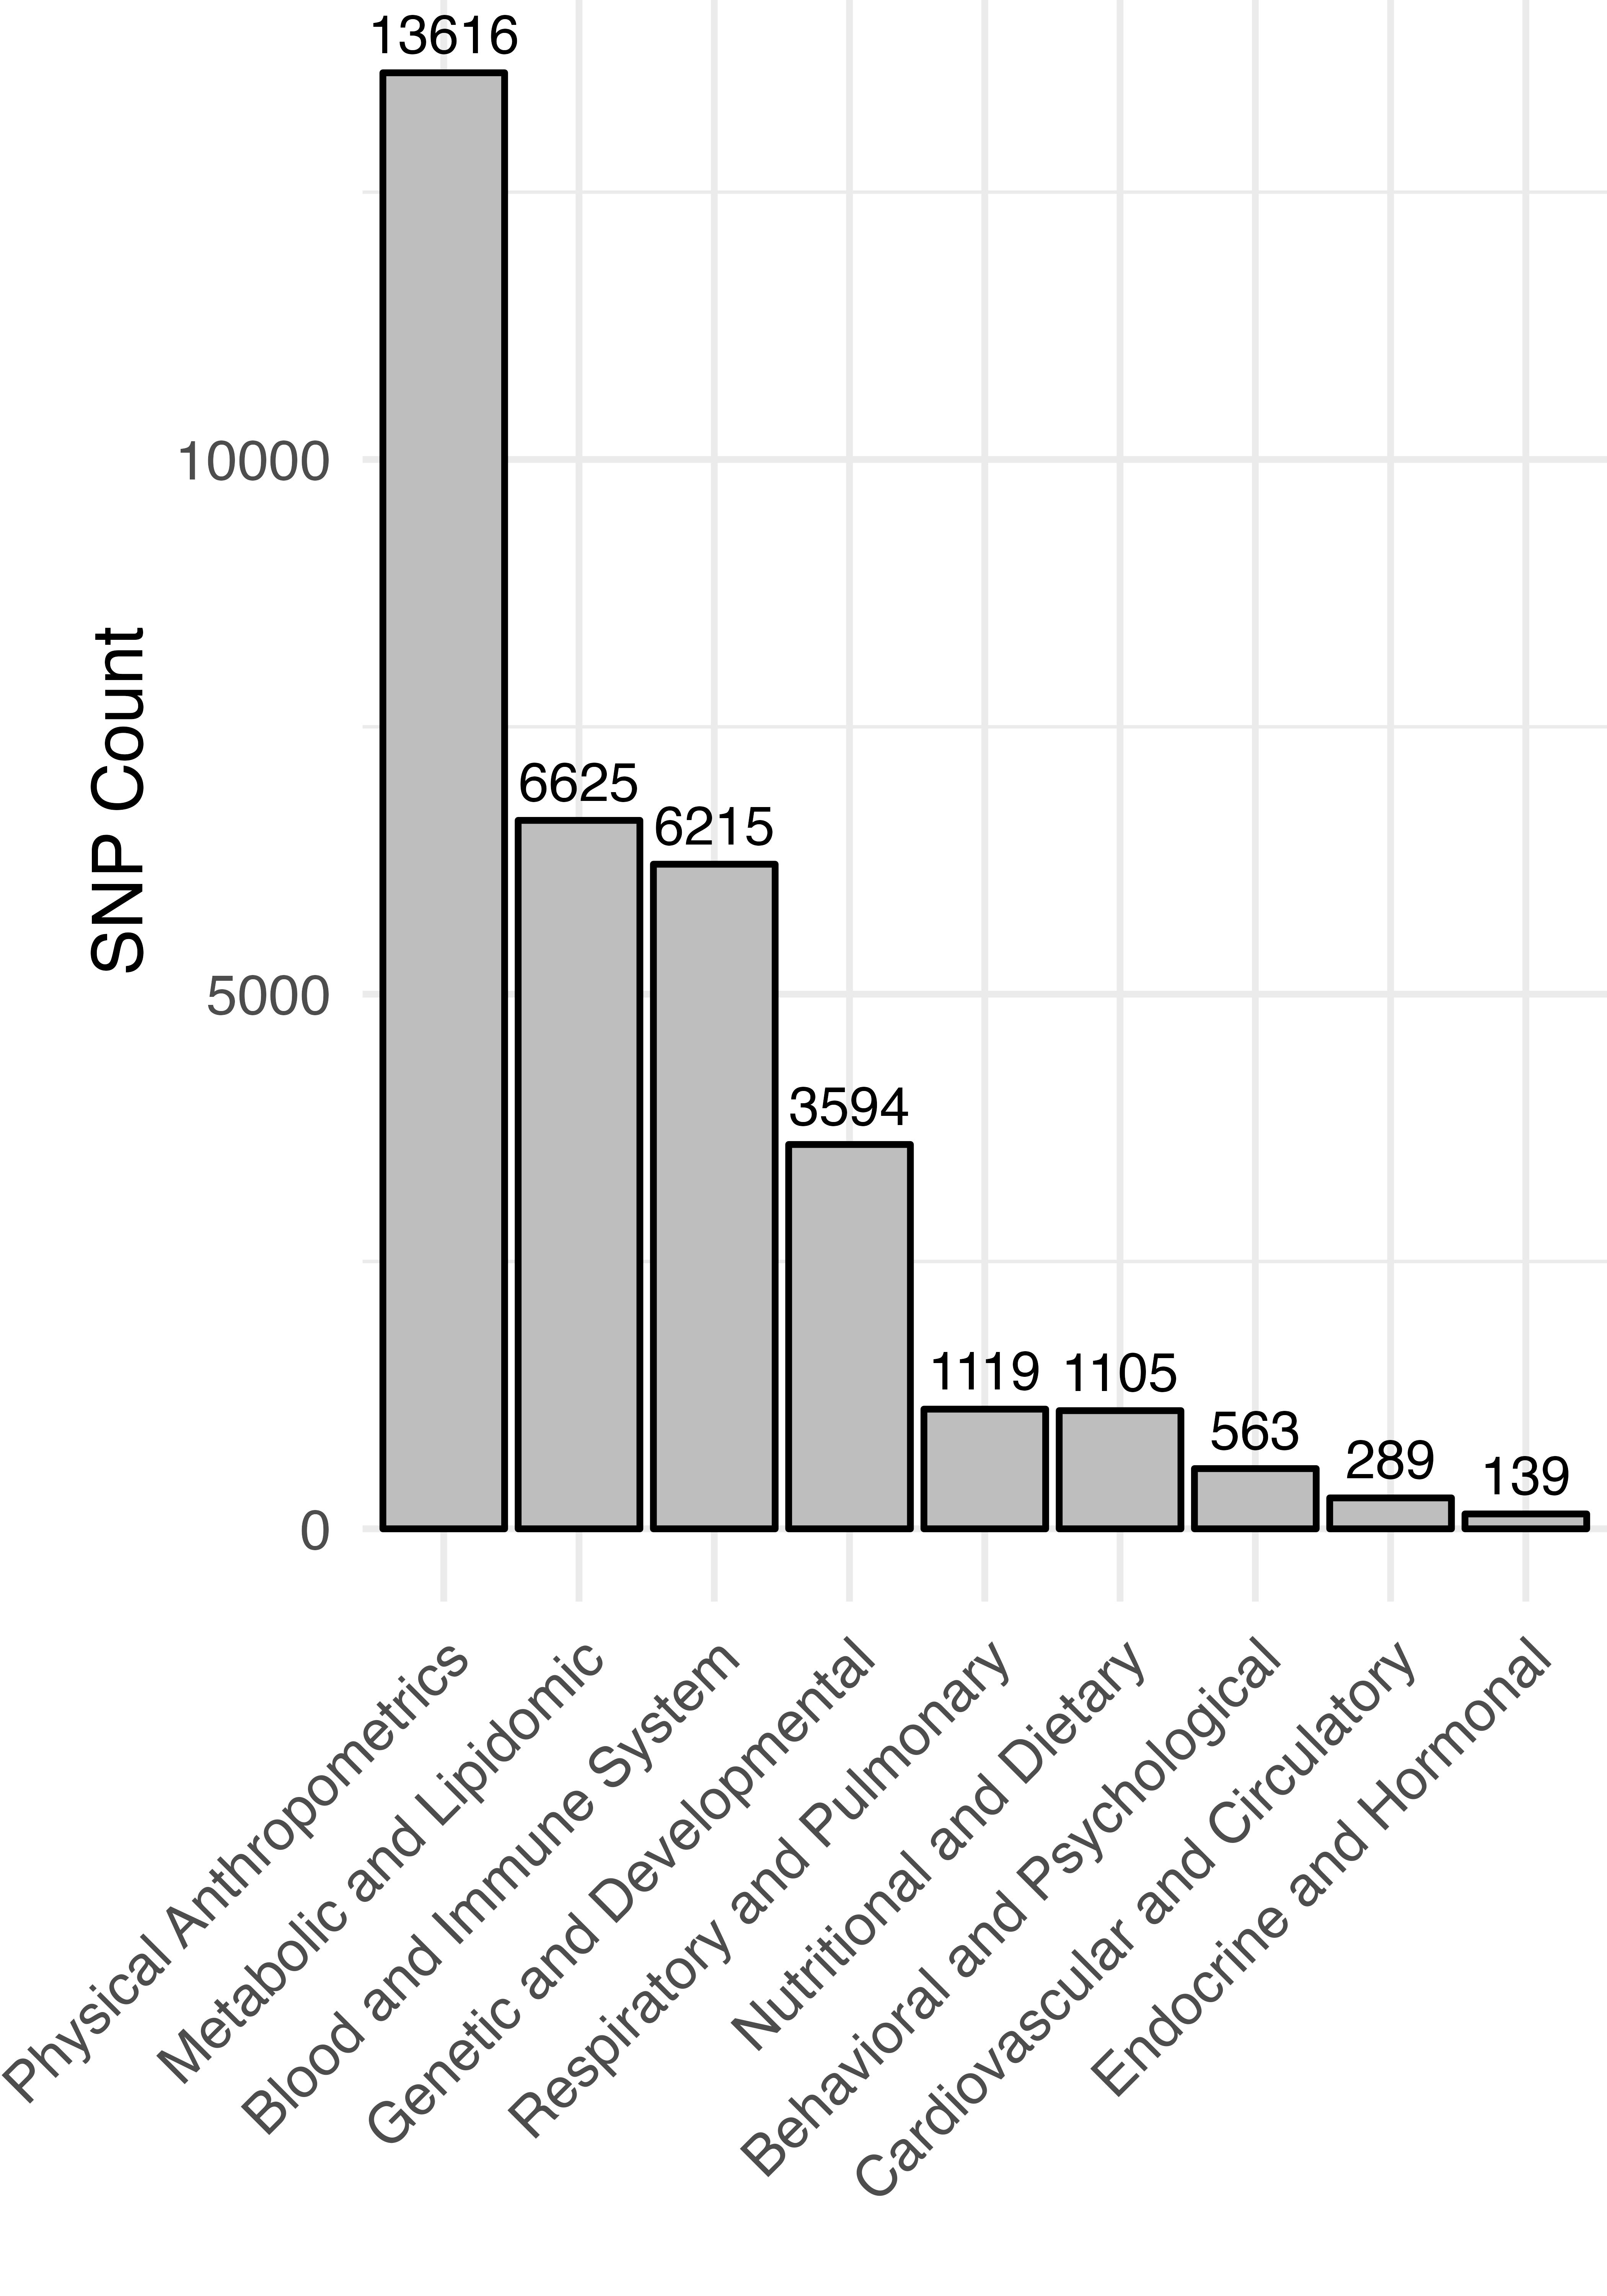 13616
10000
6625
6215
SNP Count
5000
3594
1119
1105
563
289
139
0
Physical Anthropometrics
Metabolic and Lipidomic
Blood and Immune System
Genetic and Developmental
Respiratory and Pulmonary
Nutritional and Dietary
Behavioral and Psychological
Cardiovascular and Circulatory
Endocrine and Hormonal